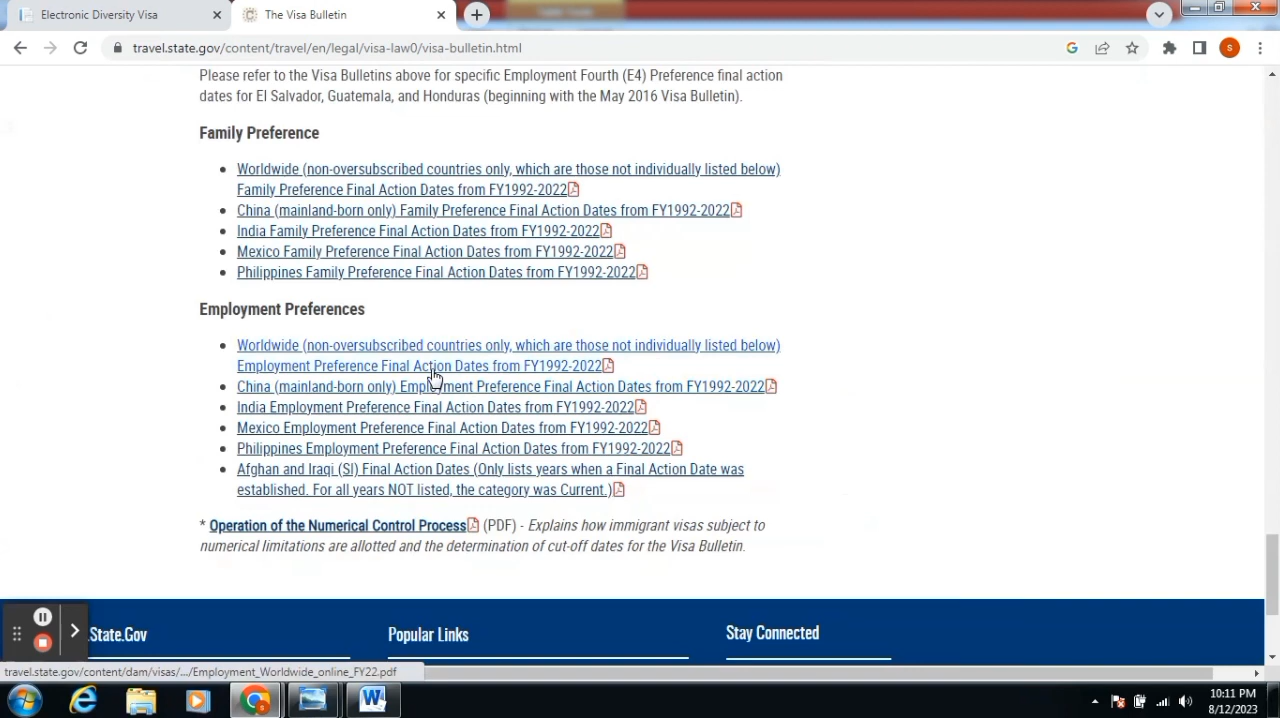 Electronic Diversity Visa
The Visa Bulletin
travel.state.gov/content/travel/en/legal/visa-law0/visa-bulletin.html
S
Please refer to the Visa Bulletins above for specific Employment Fourth (E4) Preference final action
dates for El Salvador, Guatemala, and Honduras (beginning with the May 2016 Visa Bulletin).
Family Preference
Worldwide (non-oversubscribed countries only, which are those not individually listed below)
Family Preference Final Action Dates from FY1992-2022
China (mainland-born only) Family Preference Final Action Dates from FY1992-2022
India Family Preference Final Action Dates from FY1992-2022
Mexico Family Preference Final Action Dates from FY1992-2022
Philippines Family Preference Final Action Dates from FY1992-2022
Employment Preferences
Worldwide (non-oversubscribed countries only, which are those not individually listed below)
Employment Preference Final Action Dates from FY1992-2022
China (mainland-born only) Employment Preference Final Action Dates from FY1992-2022
India Employment Preference Final Action Dates from FY1992-2022
Mexico Employment Preference Final Action Dates from FY1992-2022
Philippines Employment Preference Final Action Dates from FY1992-2022
Afghan and Iraqi (SI) Final Action Dates (Only lists years when a Final Action Date was
established. For all years NOT listed, the category was Current.)
* Operation of the Numerical Control Process (PDF) - Explains how immigrant visas subject to
numerical limitations are allotted and the determination of cut-off dates for the Visa Bulletin.
.State.Gov
Popular Links
Stay Connected
travel.state.gov/content/dam/visas/.../Employment_Worldwide_online_FY22.pdf
10:11 PM
8/12/2023